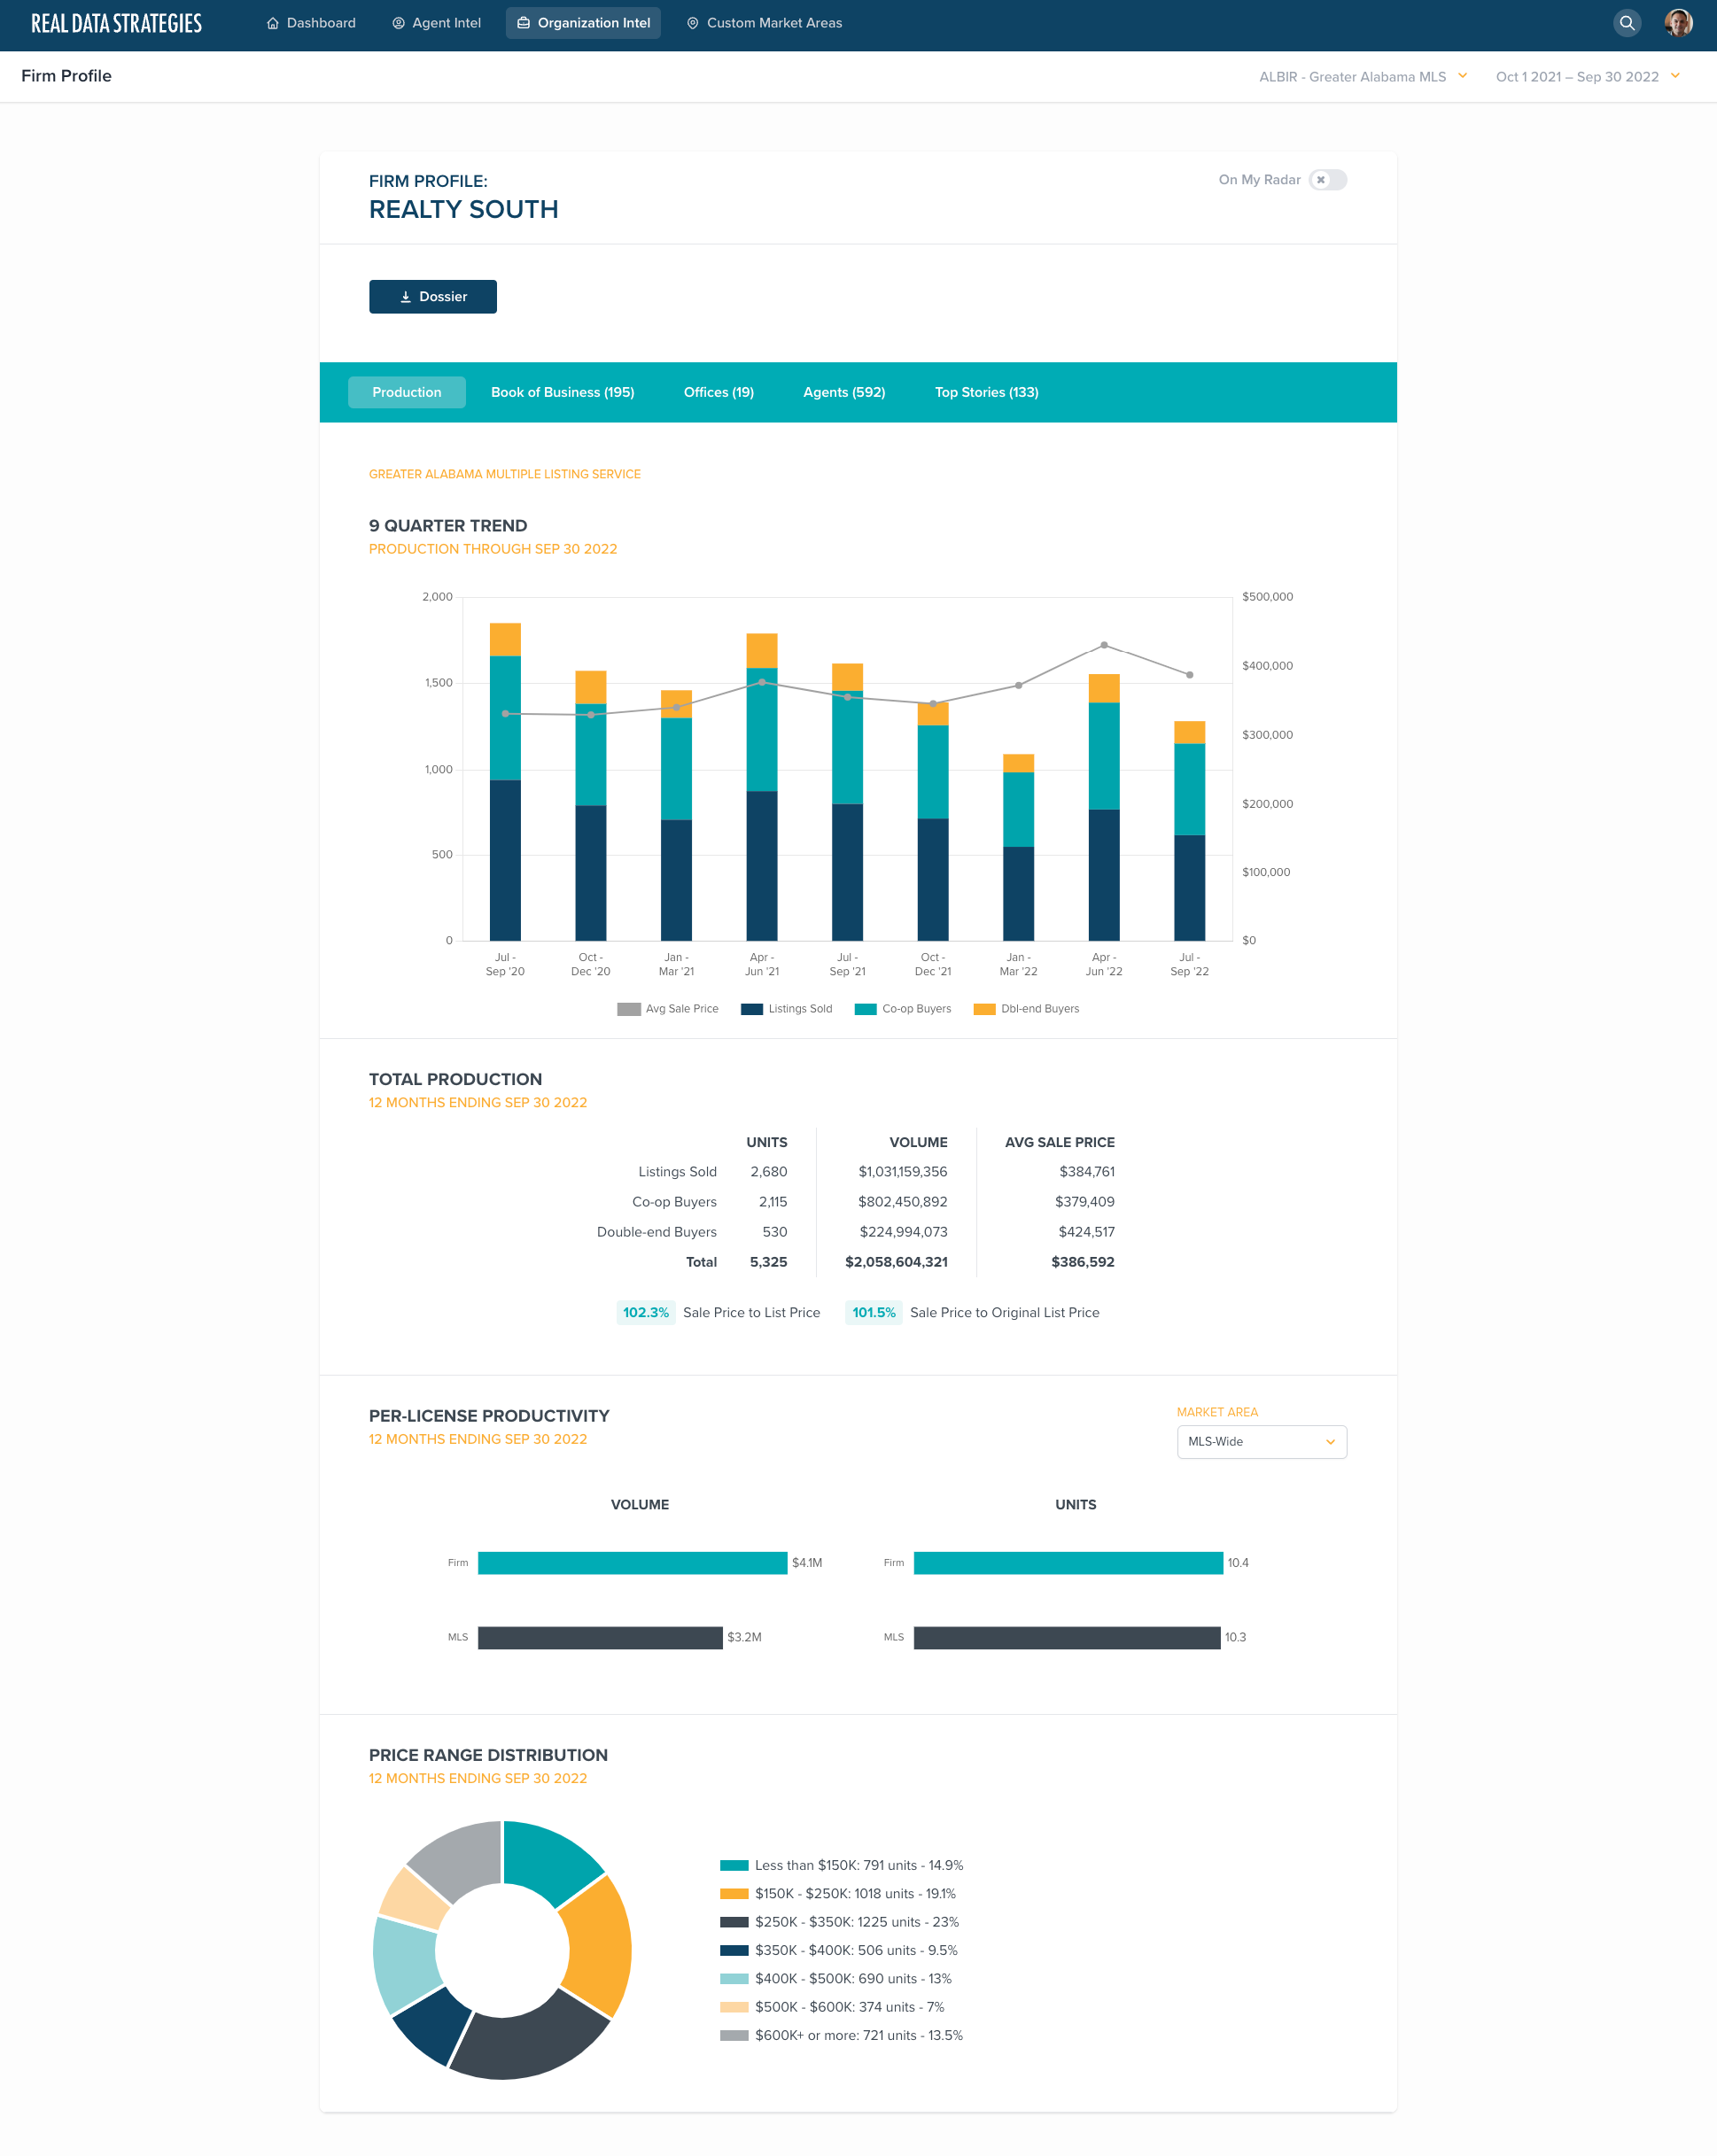 REAL DATA STRATEGIES
Dashboard
Agent Intel
Organization Intel
Custom Market Areas
Firm Profile
ALBIR - Greater Alabama MLS
Oct 1 2021 – Sep 30 2022
FIRM PROFILE:
REALTY SOUTH
On My Radar
Dossier
Production
Book of Business (195)
Offices (19)
Agents (592)
Top Stories (133)
GREATER ALABAMA MULTIPLE LISTING SERVICE
9 QUARTER TREND
PRODUCTION THROUGH SEP 30 2022
2,000
1,500
1,000
500
0
$500,000
$400,000
$300,000
$200,000
$100,000
$0
Jul -
Sep '20
Oct -
Dec '20
Jan -
Mar '21
Apr -
Jun '21
Jul -
Sep '21
Oct -
Dec '21
Jan -
Mar '22
Apr -
Jun '22
Jul -
Sep '22
Avg Sale Price
Listings Sold
Co-op Buyers
Dbl-end Buyers
TOTAL PRODUCTION
12 MONTHS ENDING SEP 30 2022
UNITS VOLUME AVG SALE PRICE
Listings Sold 2,680 $1,031,159,356 $384,761
Co-op Buyers 2,115 $802,450,892 $379,409
Double-end Buyers 530 $224,994,073 $424,517
Total 5,325 $2,058,604,321 $386,592
102.3% Sale Price to List Price
101.5% Sale Price to Original List Price
PER-LICENSE PRODUCTIVITY
12 MONTHS ENDING SEP 30 2022
MARKET AREA
MLS-Wide
VOLUME
Firm $4.1M
MLS $3.2M
UNITS
Firm 10.4
MLS 10.3
PRICE RANGE DISTRIBUTION
12 MONTHS ENDING SEP 30 2022
Less than $150K: 791 units - 14.9%
$150K - $250K: 1018 units - 19.1%
$250K - $350K: 1225 units - 23%
$350K - $400K: 506 units - 9.5%
$400K - $500K: 690 units - 13%
$500K - $600K: 374 units - 7%
$600K+ or more: 721 units - 13.5%